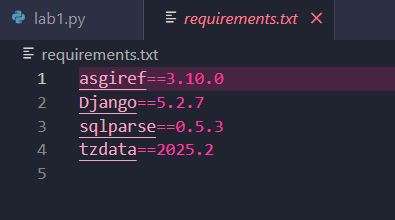 lab1.py
requirements.txt
requirements.txt
1 asgiref==3.10.0
2 Django==5.2.7
3 sqlparse==0.5.3
4 tzdata==2025.2
5